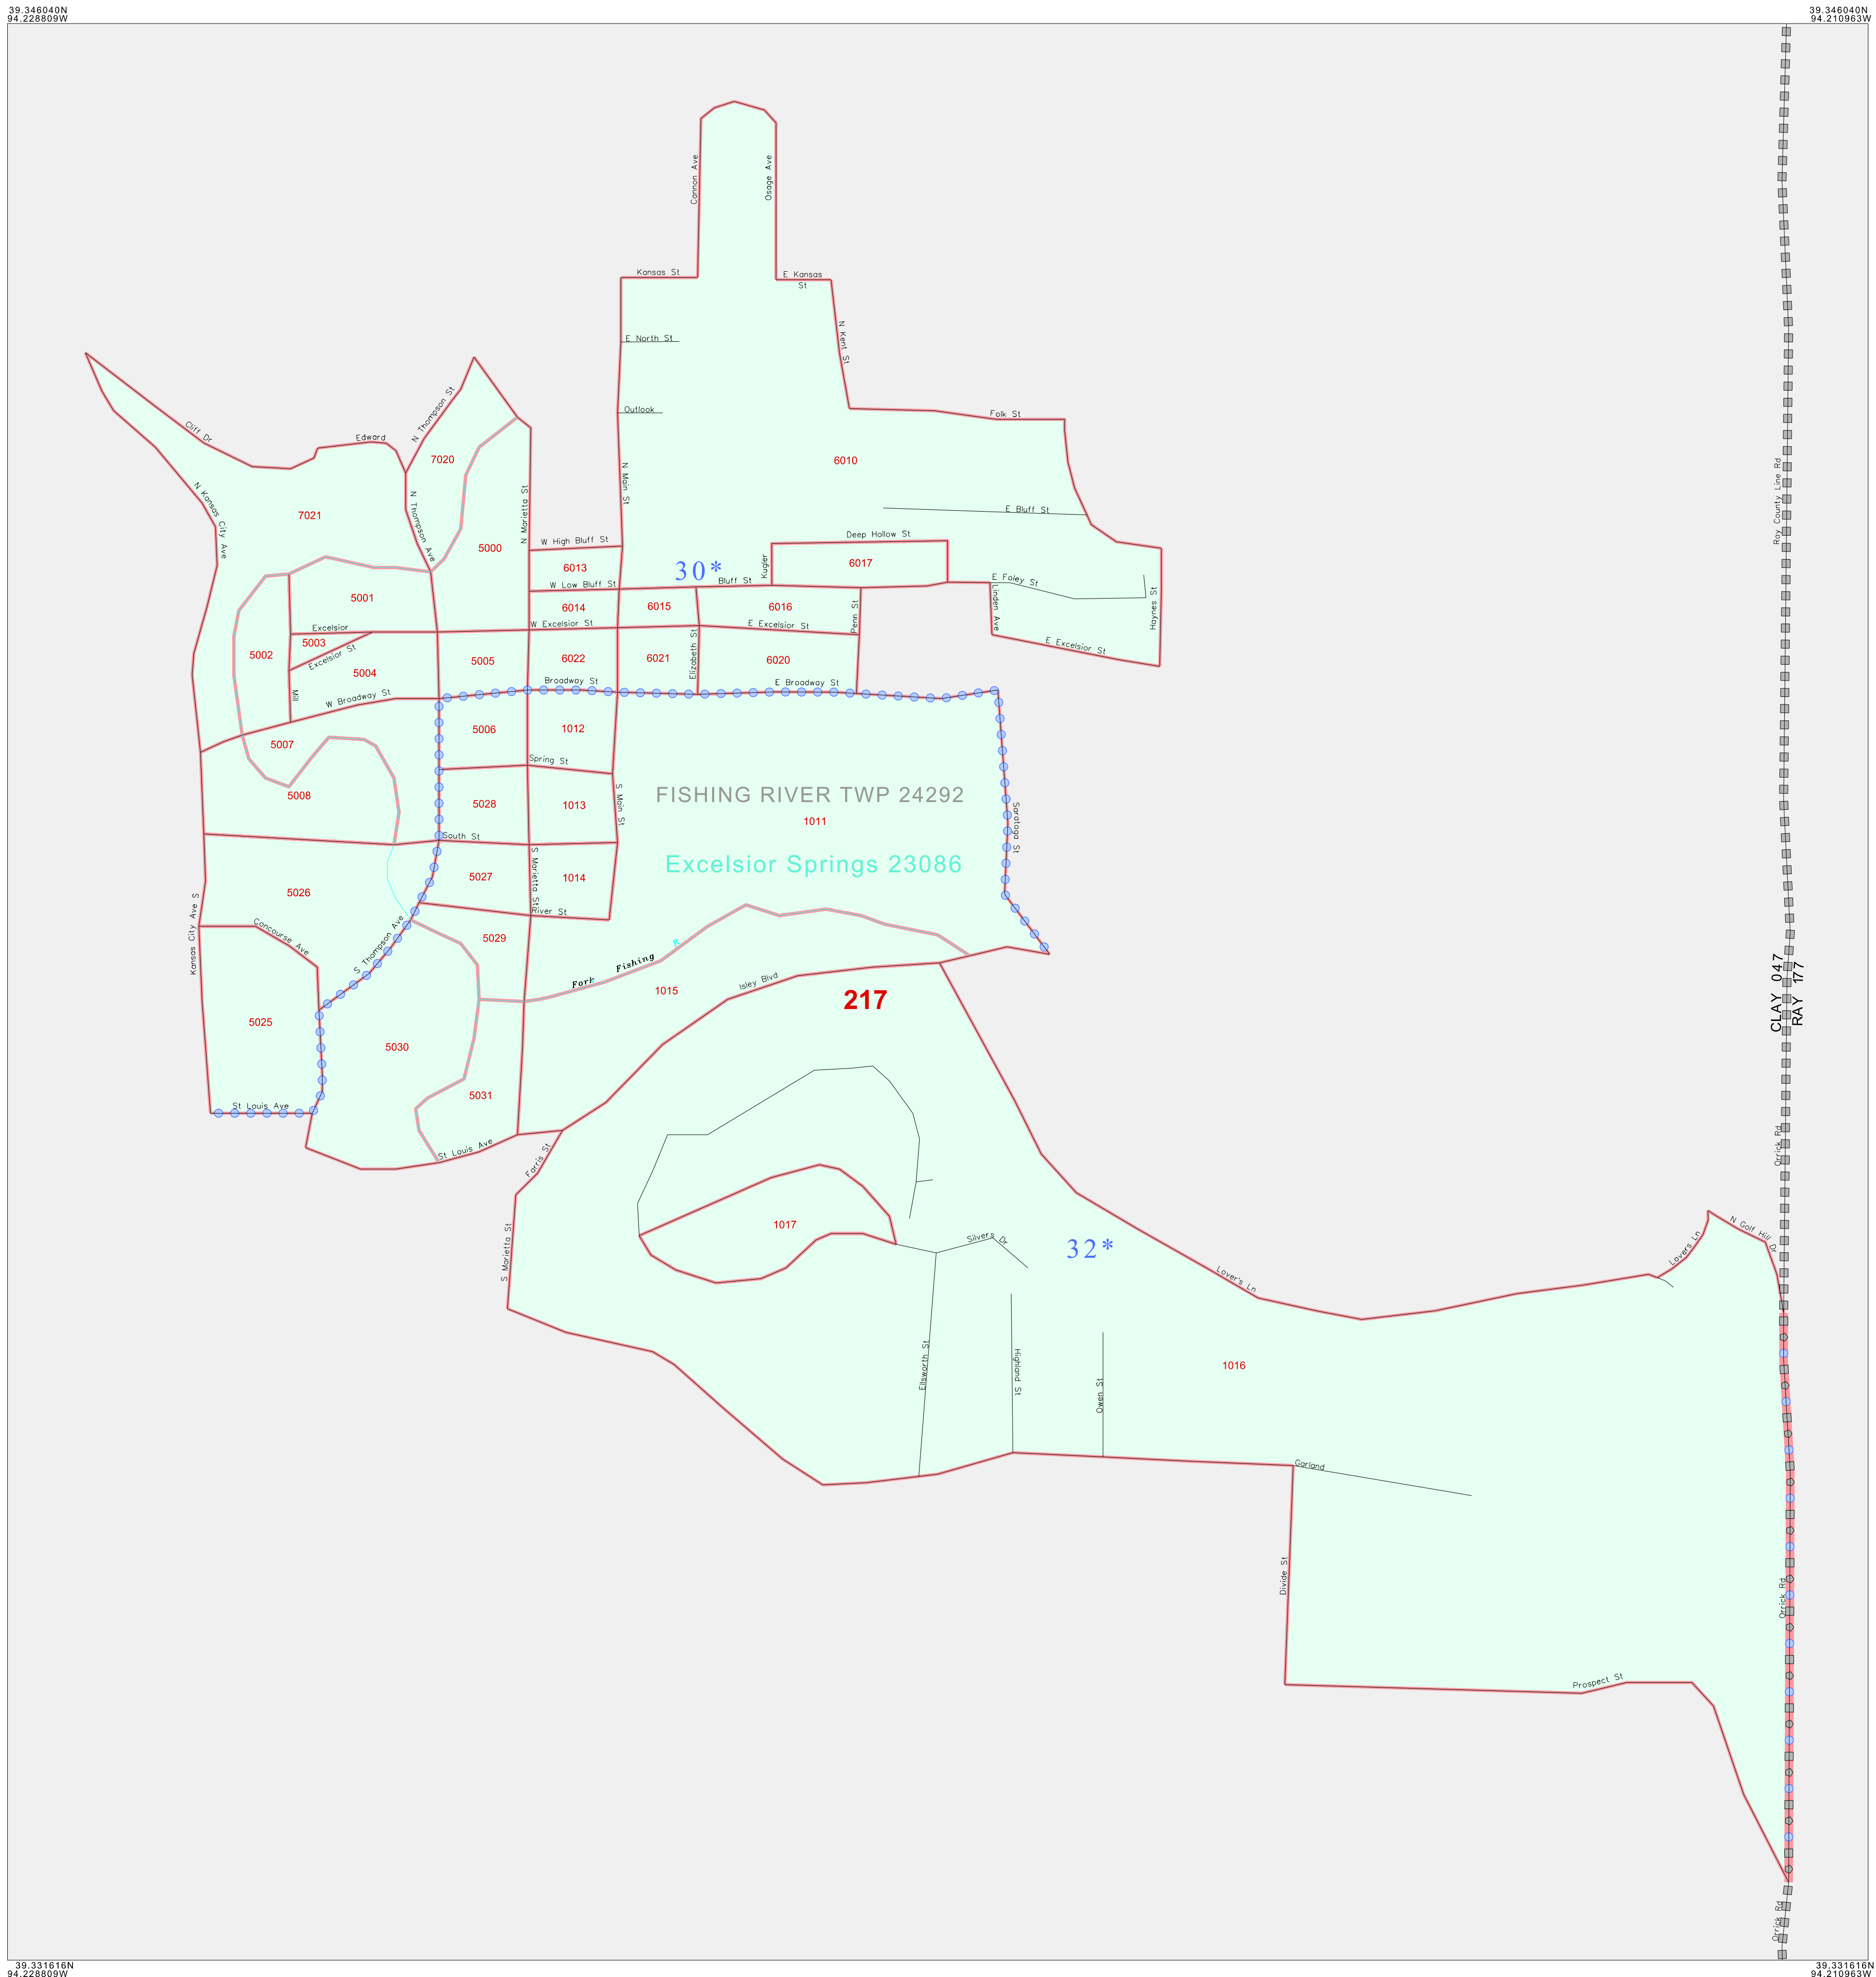 39.346040N
94.228809W
39.346040N
94.210963W
Cannon Ave
Osage Ave
Kansas St
E Kansas
St
E North St
N Kent St
Outlook
Folk St
Cliff Dr
Edward
N Thompson St
7020
6010
N Kansas City Ave
7021
N Thompson Ave
N Marietta St
N Main St
Ray County Line Rd
E Bluff St
5000
W High Bluff St
Deep Hollow St
6013
30*
Kugler
6017
W Low Bluff St
Bluff St
E Foley St
5001
6014
6015
6016
Penn St
Linden Ave
Haynes St
Excelsior
W Excelsior St
E Excelsior St
E Excelsior St
5002
5003
Excelsior St
5004
5005
6022
6021
Elizabeth St
6020
Mill
W Broadway St
Broadway St
E Broadway St
5007
5006
1012
Spring St
5008
5028
1013
S Main St
FISHING RIVER TWP 24292
1011
Saratoga St
South St
Excelsior Springs 23086
5026
5027
S Marietta St
1014
River St
Kansas City Ave S
Concourse Ave
S Thompson Ave
5029
R
Fishing
Fork
1015
Isley Blvd
217
CLAY 047
RAY 177
5025
5030
5031
St Louis Ave
St Louis Ave
Farris St
Orrick Rd
S Marietta St
1017
Silvers Dr
32*
Lover's Ln
Lovers Ln
N Golf Hill Dr
Ellsworth St
Highland St
Owen St
1016
Garland
Divide St
Orrick Rd
Prospect St
Orrick Rd
39.331616N
94.228809W
39.331616N
94.210963W